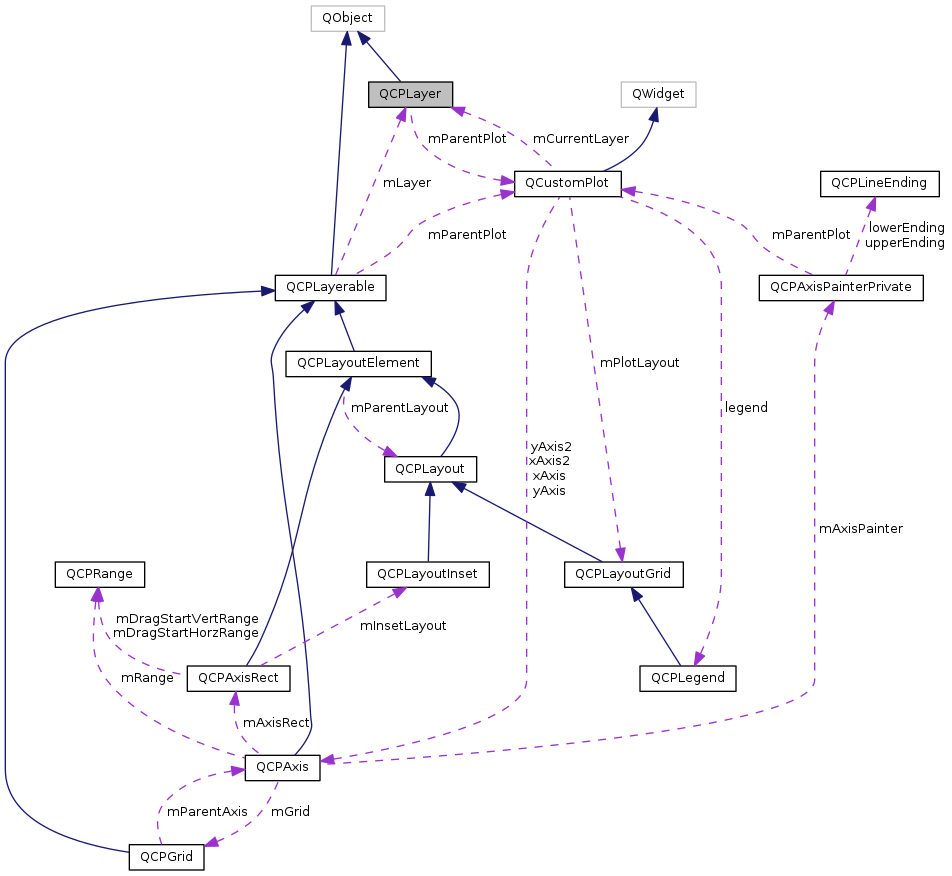 QObject
QCPLayer
QWidget
mParentPlot
mCurrentLayer
mLayer
QCustomPlot
QCPLineEnding
mParentPlot
mParentPlot
lowerEnding
upperEnding
QCPLayerable
QCPAxisPainterPrivate
QCPLayoutElement
mPlotLayout
mParentLayout
legend
yAxis2
xAxis2
xAxis
yAxis
QCPLayout
mAxisPainter
QCPRange
QCPLayoutInset
QCPLayoutGrid
mDragStartVertRange
mDragStartHorzRange
mInsetLayout
mRange
QCPAxisRect
QCPLegend
mAxisRect
QCPAxis
mParentAxis
mGrid
QCPGrid